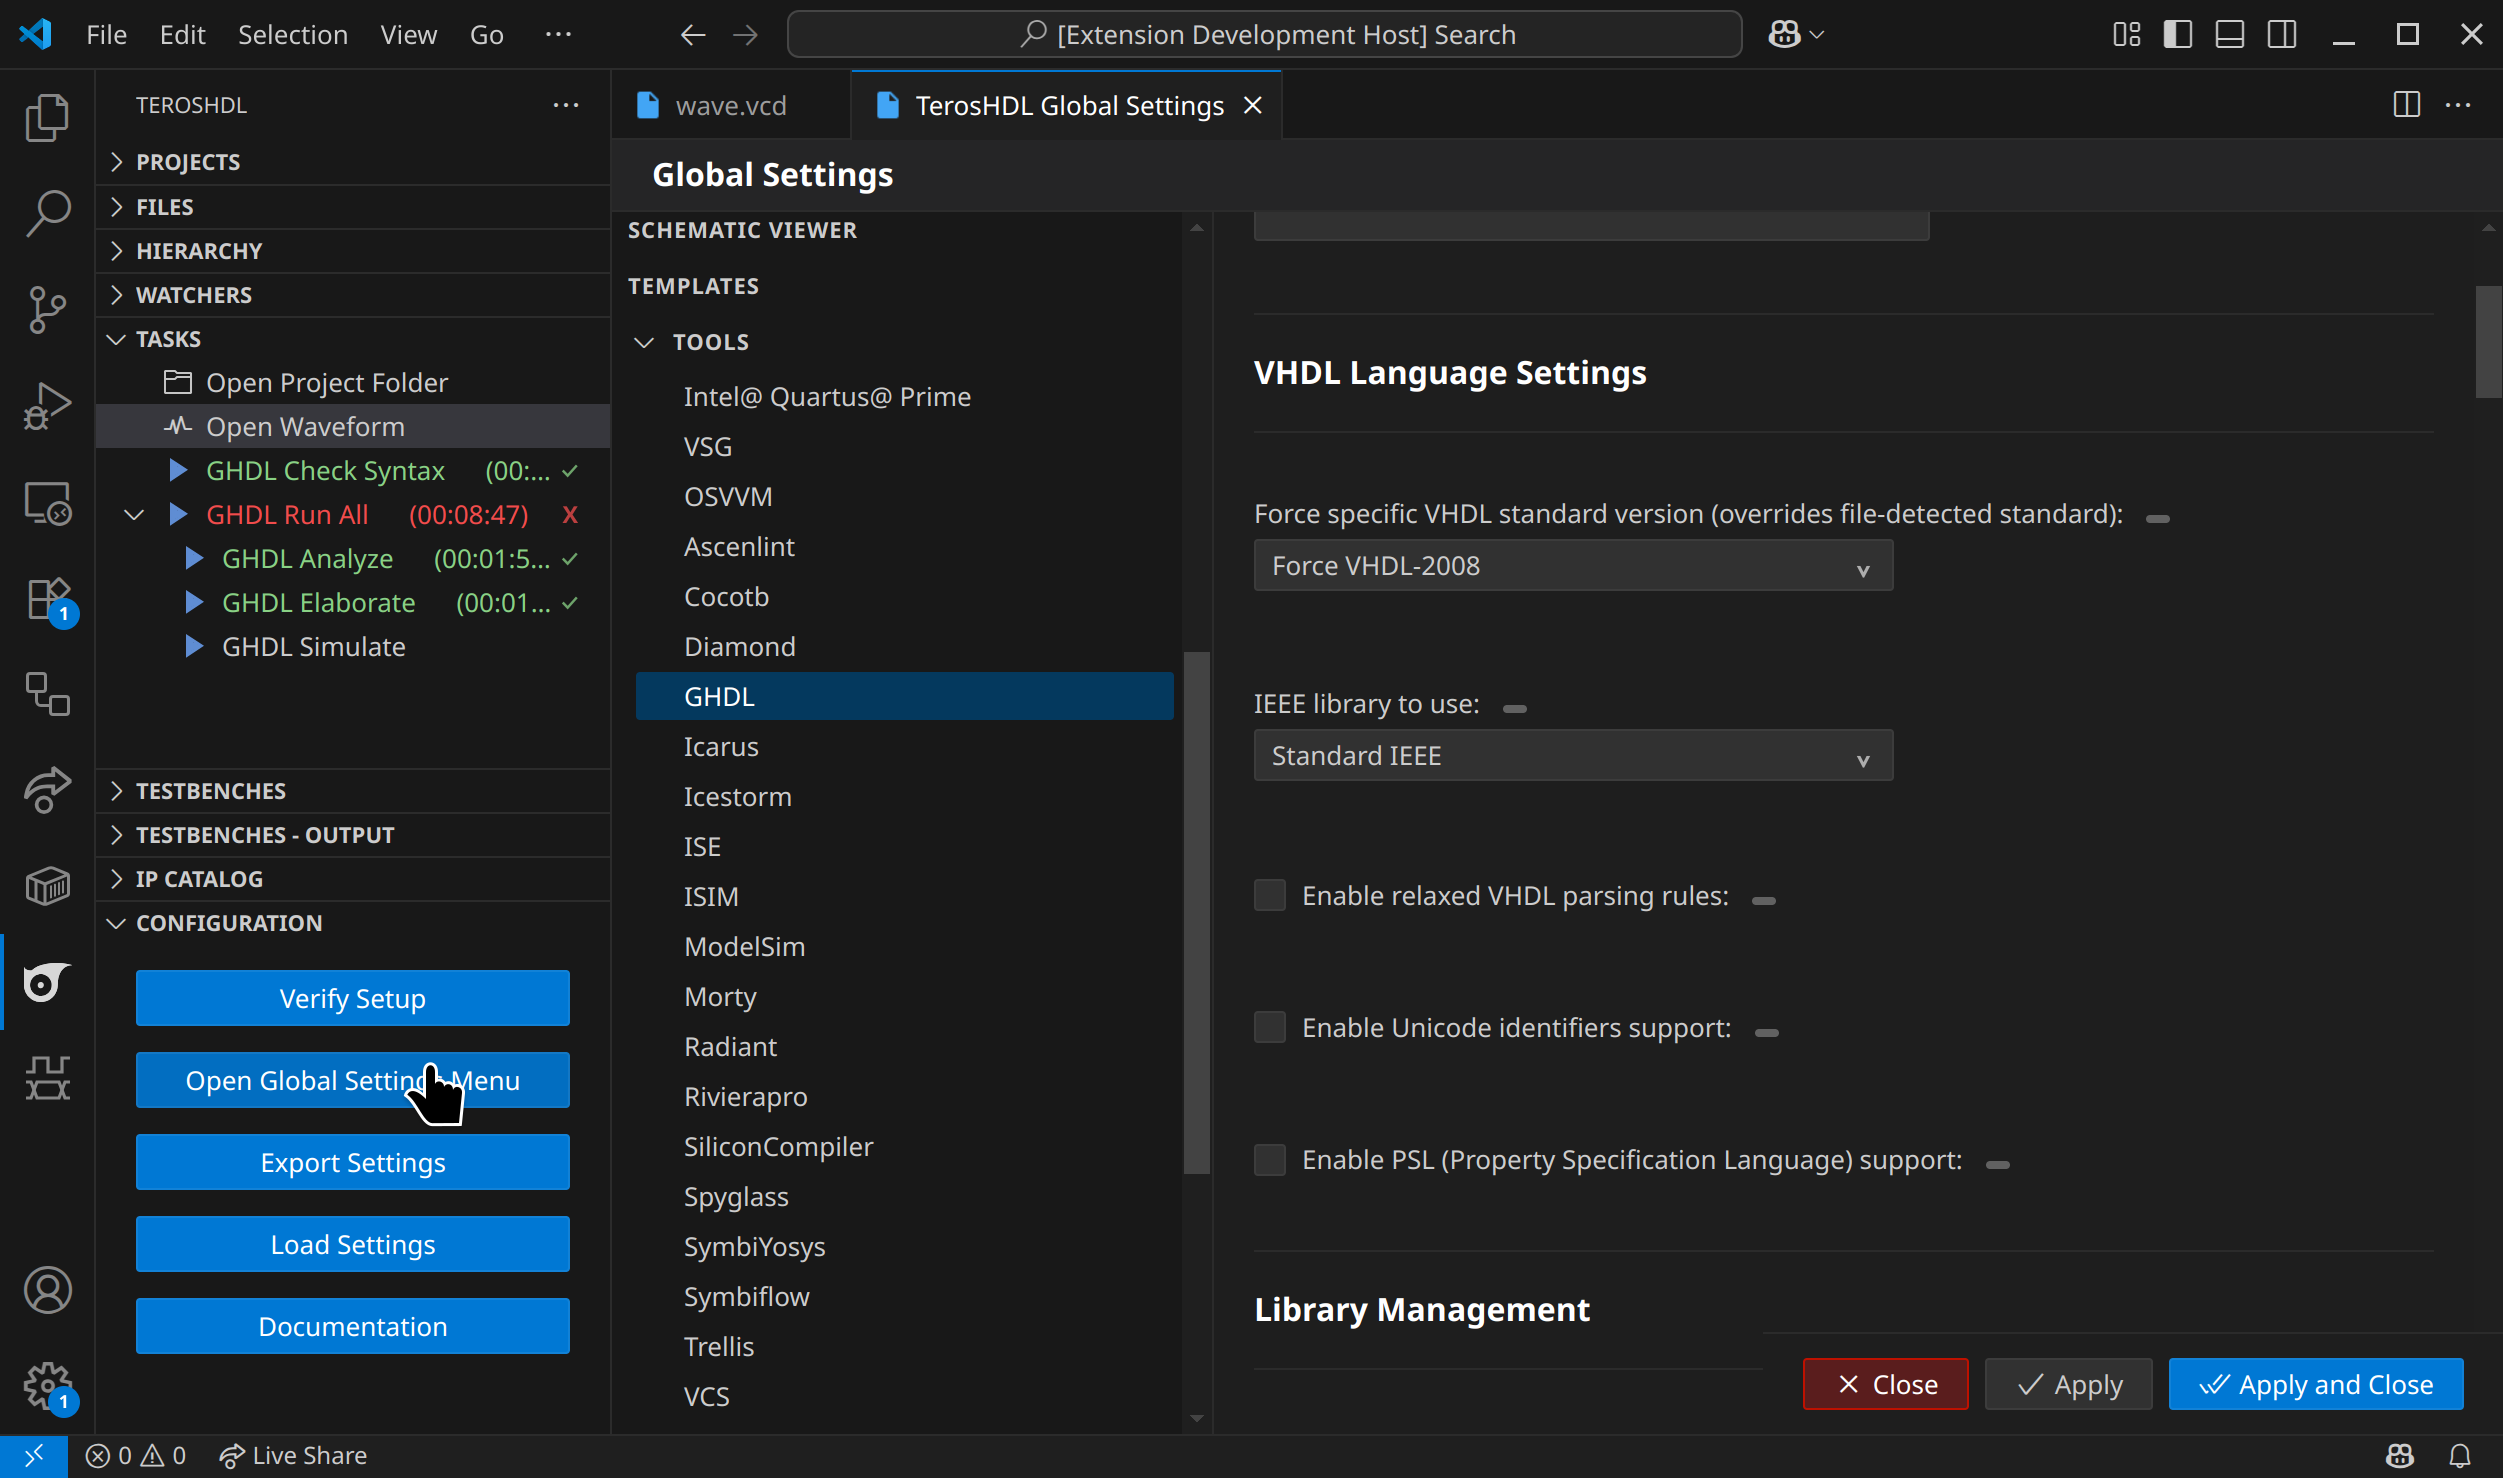 File Edit Selection View Go ···
[Extension Development Host] Search
TEROSHDL
PROJECTS
FILES
HIERARCHY
WATCHERS
TASKS
Open Project Folder
Open Waveform
GHDL Check Syntax (00:...
GHDL Run All (00:08:47) X
GHDL Analyze (00:01:5...
GHDL Elaborate (00:01...
GHDL Simulate
TESTBENCHES
TESTBENCHES - OUTPUT
IP CATALOG
CONFIGURATION
Verify Setup
Open Global Settings Menu
Export Settings
Load Settings
Documentation
1
1
wave.vcd
TerosHDL Global Settings
Global Settings
SCHEMATIC VIEWER
TEMPLATES
TOOLS
Intel@ Quartus@ Prime
VSG
OSVVM
Ascenlint
Cocotb
Diamond
GHDL
Icarus
Icestorm
ISE
ISIM
ModelSim
Morty
Radiant
Rivierapro
SiliconCompiler
Spyglass
SymbiYosys
Symbiflow
Trellis
VCS
VHDL Language Settings
Force specific VHDL standard version (overrides file-detected standard):
Force VHDL-2008
IEEE library to use:
Standard IEEE
Enable relaxed VHDL parsing rules:
Enable Unicode identifiers support:
Enable PSL (Property Specification Language) support:
Library Management
Close
Apply
Apply and Close
0 0 Live Share